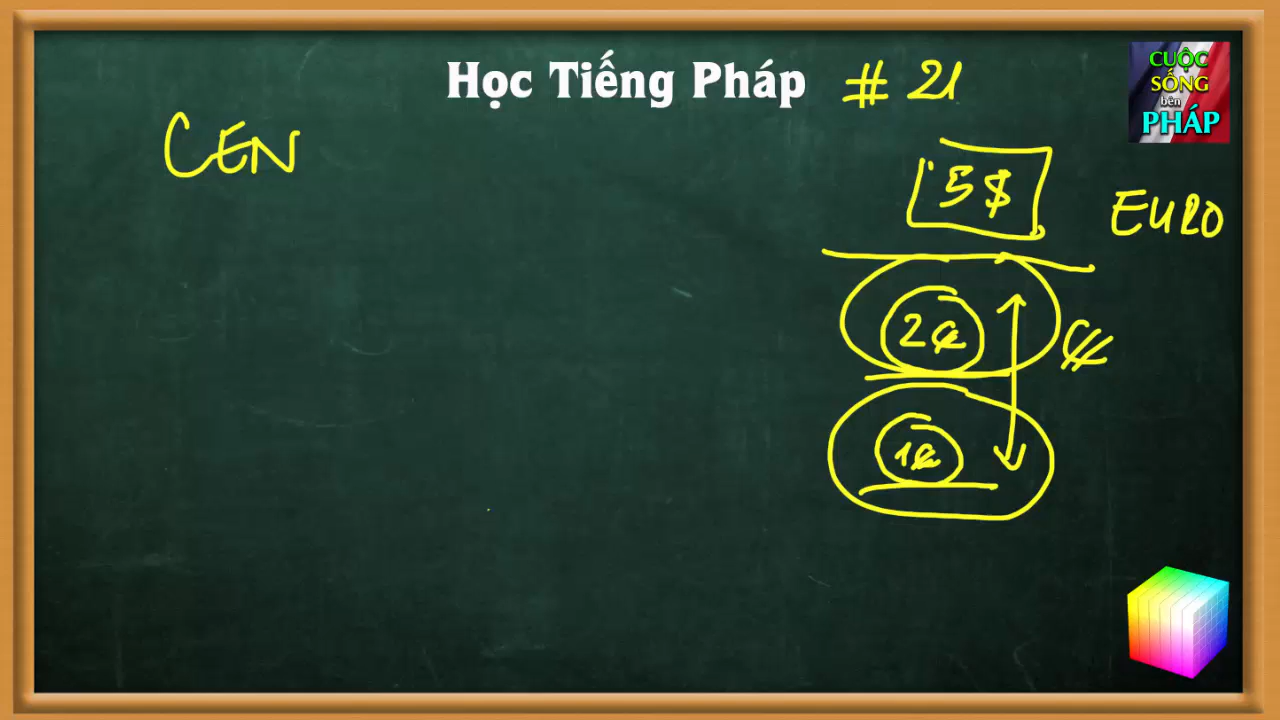 Học Tiếng Pháp # 21
CUỘC
SỐNG
bên
PHÁP
CEN
5 $
EURO
2€
€
1€